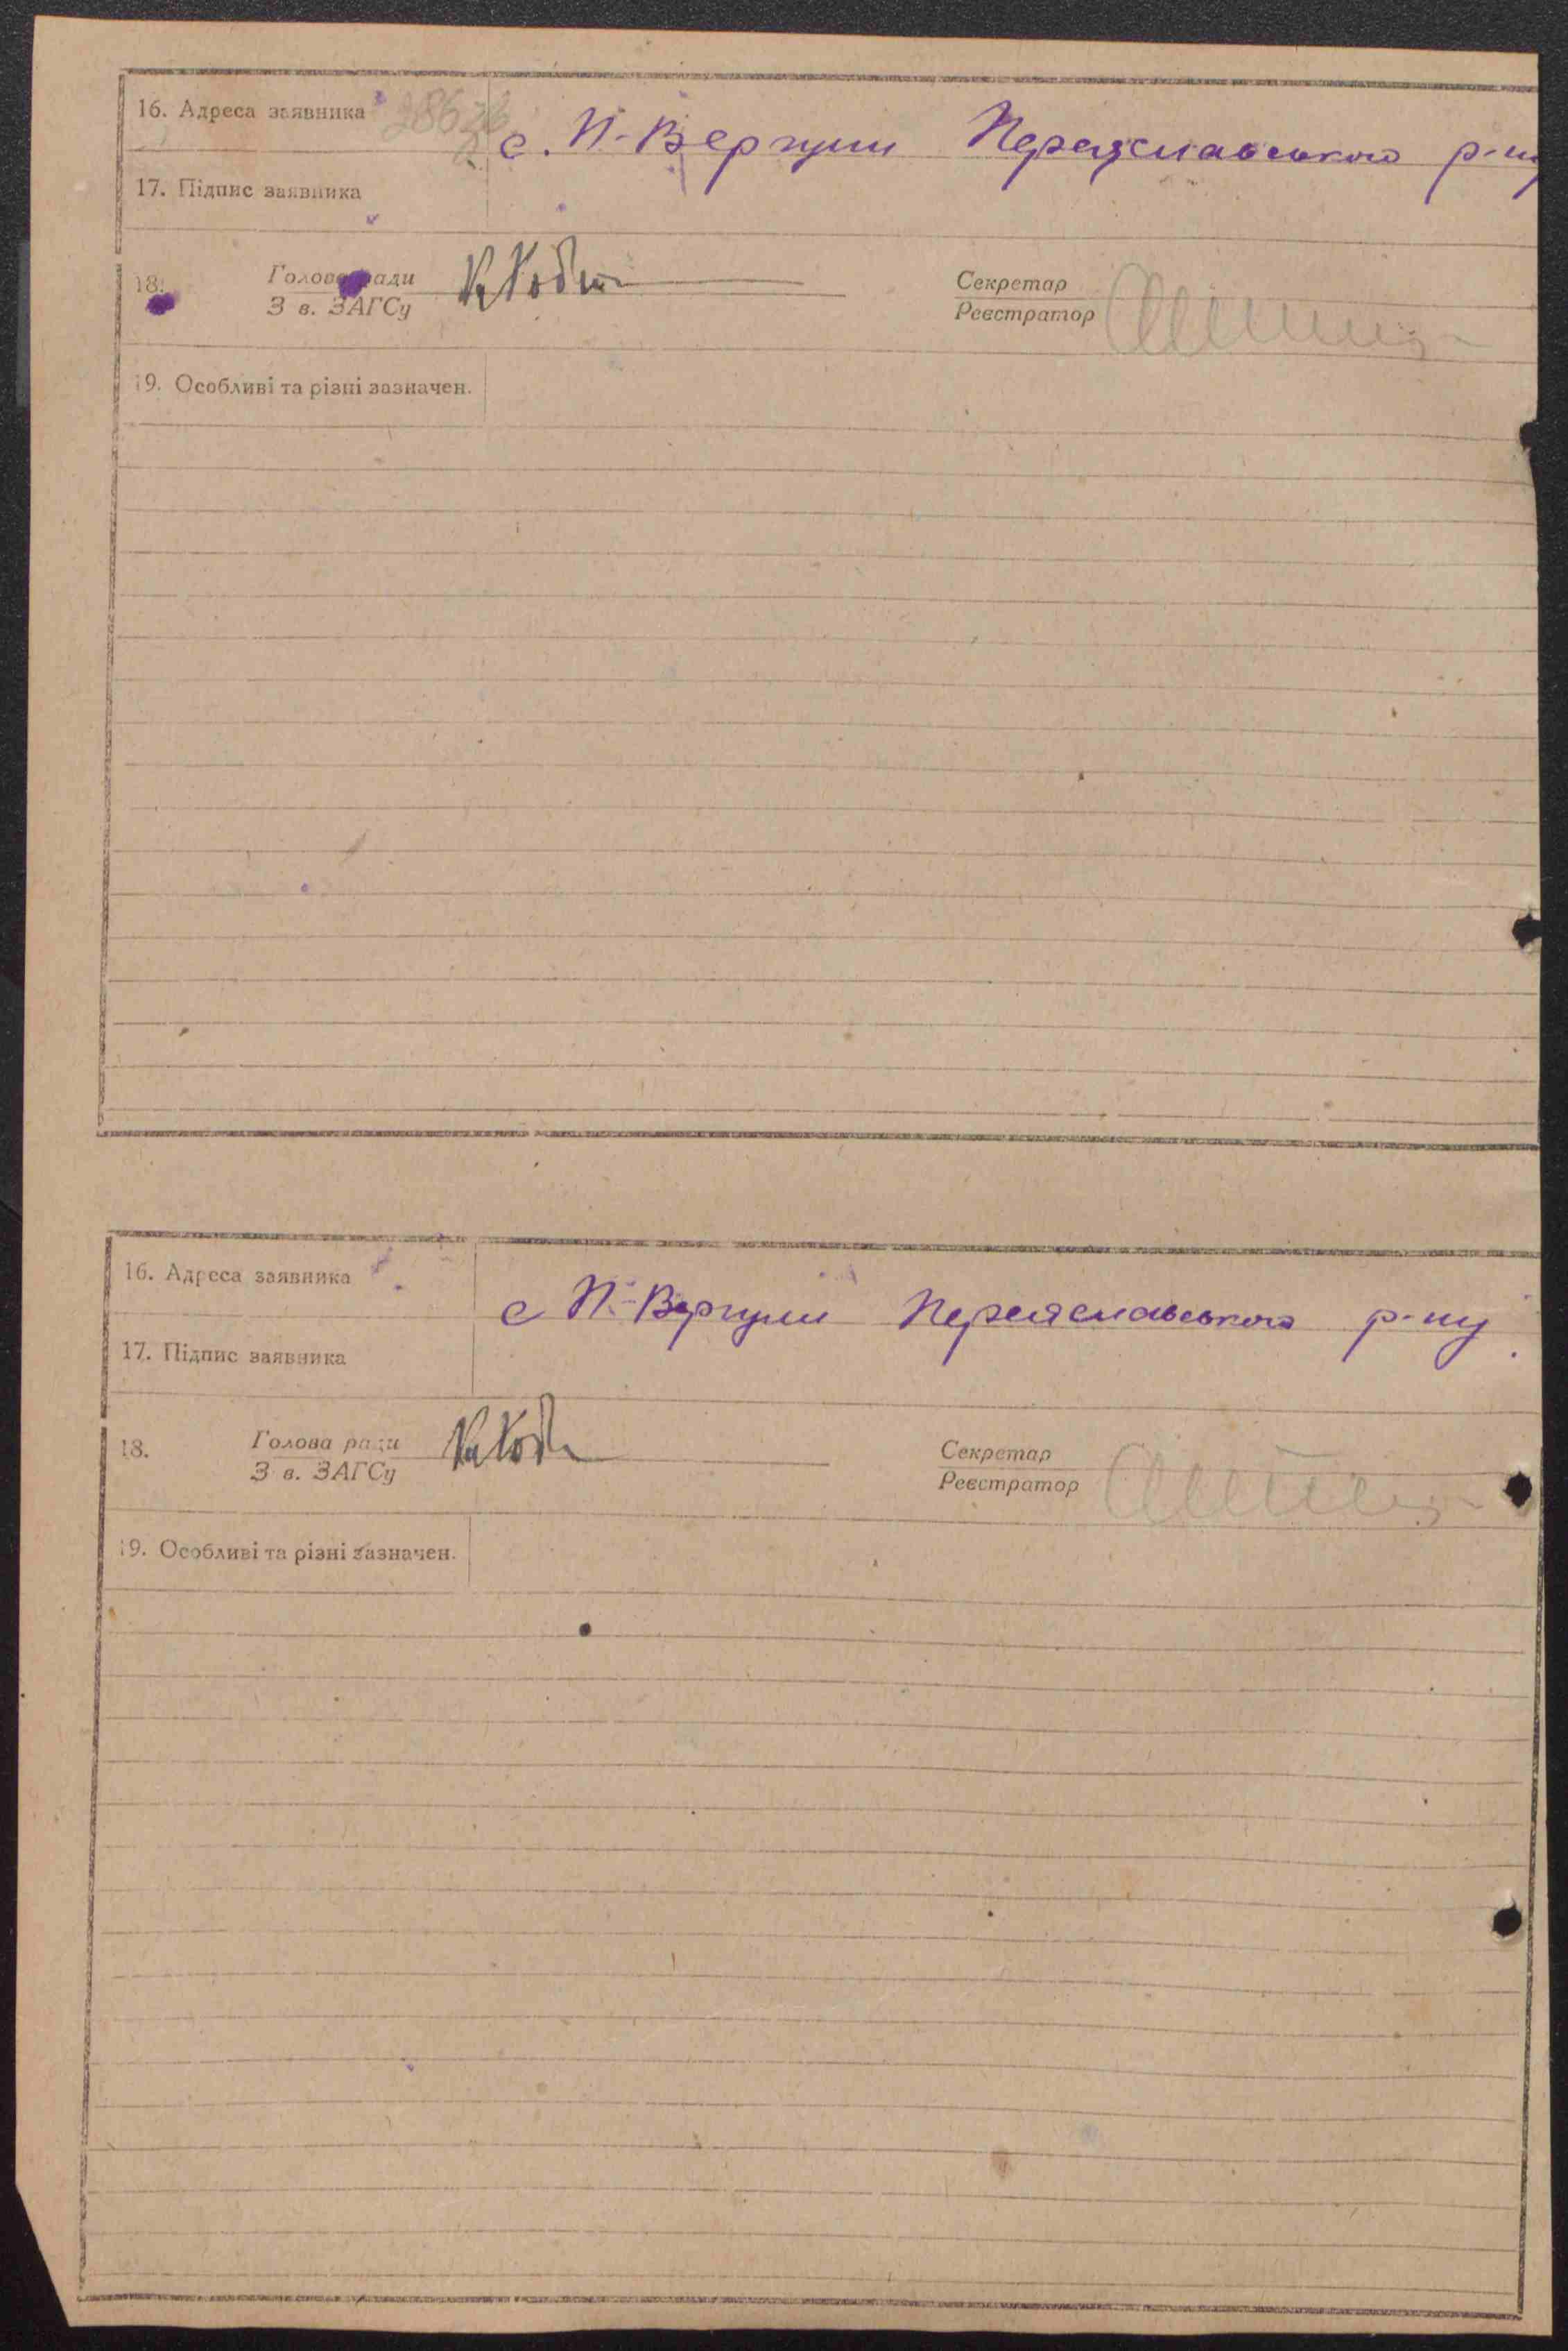 16. Адреса заявника
с. П-Вергуни Переяславського р-ну
17. Підпис заявника
18. Голова ради
З в. ЗАГСу
Секретар
Реєстратор
19. Особливі та різні зазначен.
16. Адреса заявника
с П.-Вергуни Переяславського р-ну.
17. Підпис заявника
18. Голова ради
З в. ЗАГСу
Секретар
Реєстратор
19. Особливі та різні зазначен.